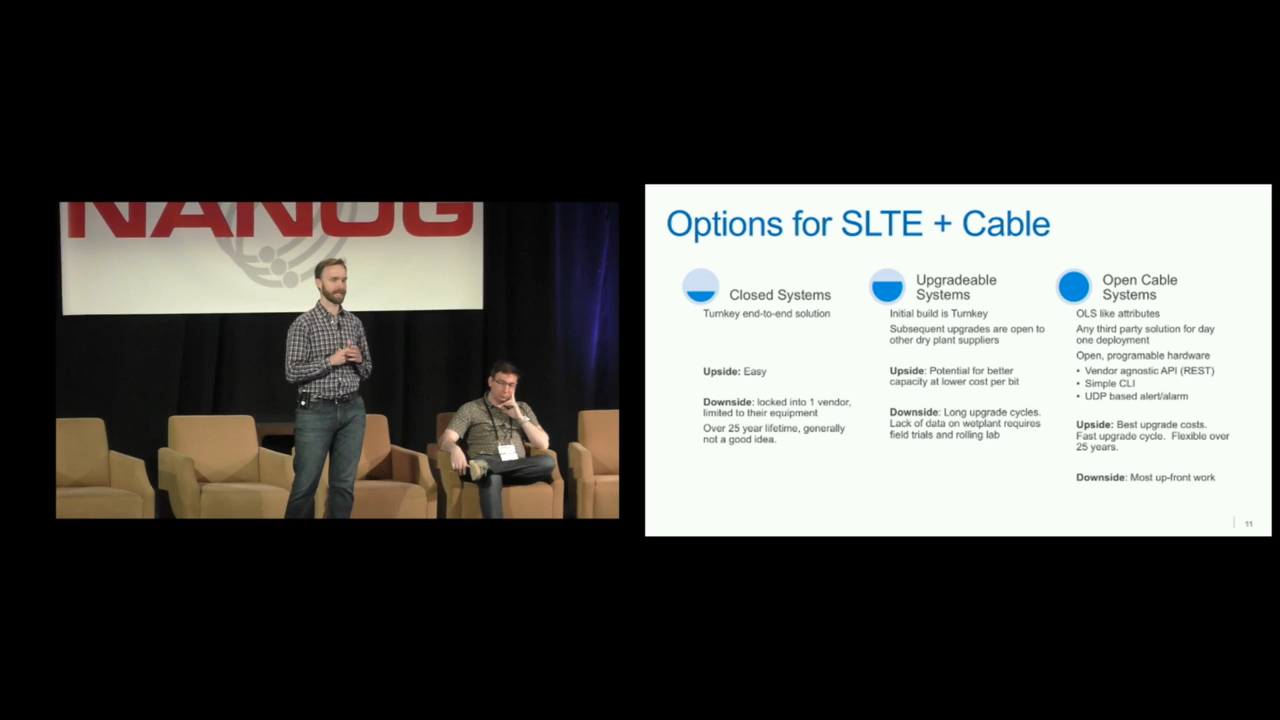 NANOG
Options for SLTE + Cable
Closed Systems
Turnkey end-to-end solution
Upside: Easy
Downside: locked into 1 vendor,
limited to their equipment
Over 25 year lifetime, generally
not a good idea.
Upgradeable
Systems
Initial build is Turnkey
Subsequent upgrades are open to
other dry plant suppliers
Upside: Potential for better
capacity at lower cost per bit
Downside: Long upgrade cycles.
Lack of data on wetplant requires
field trials and rolling lab
Open Cable
Systems
OLS like attributes
Any third party solution for day
one deployment
Open, programable hardware
• Vendor agnostic API (REST)
• Simple CLI
• UDP based alert/alarm
Upside: Best upgrade costs.
Fast upgrade cycle. Flexible over
25 years.
Downside: Most up-front work
11